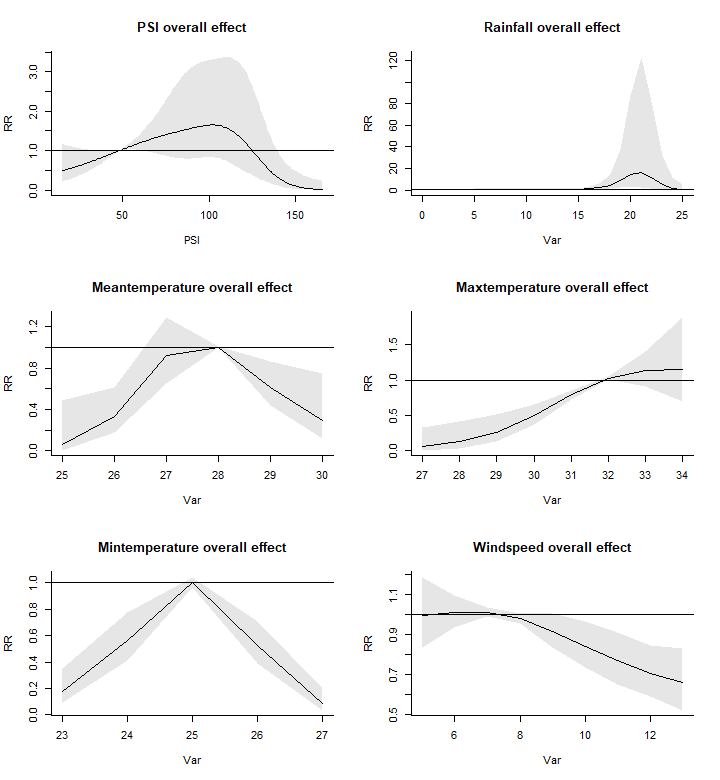 PSI overall effect
RR
0.0 1.0 2.0 3.0
50 100 150
PSI
Rainfall overall effect
RR
0 20 40 60 80 120
0 5 10 15 20 25
Var
Meantemperature overall effect
RR
0.0 0.4 0.8 1.2
25 26 27 28 29 30
Var
Maxtemperature overall effect
RR
0.0 0.5 1.0 1.5
27 28 29 30 31 32 33 34
Var
Mintemperature overall effect
RR
0.0 0.2 0.4 0.6 0.8 1.0
23 24 25 26 27
Var
Windspeed overall effect
RR
0.5 0.7 0.9 1.1
6 8 10 12
Var